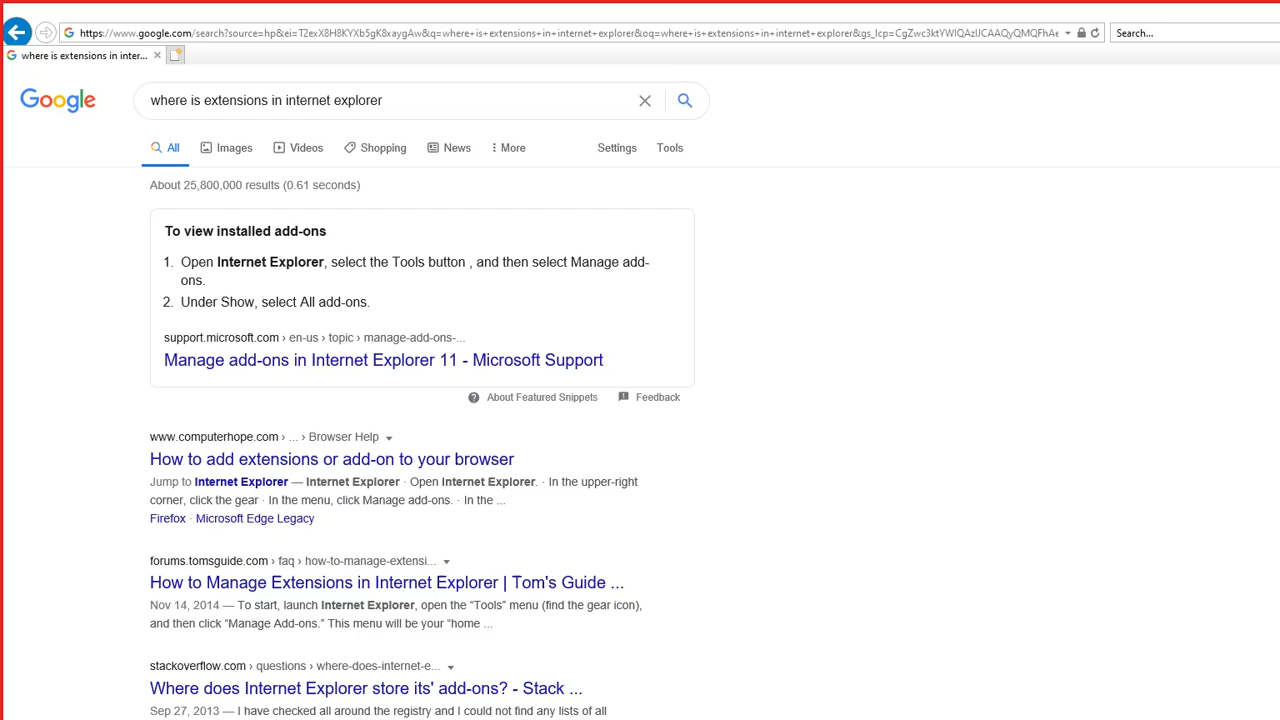 https://www.google.com/search?source=hp&ei=T2exX8H8KYXb5gK8xaygAw&q=where+is+extensions+in+internet+explorer&oq=where+is+extensions+in+internet+explorer&gs_lcp=CgZwc3ktYWIQAzIJCAAQyQMQFhAe
Search...
where is extensions in inter...
Google
where is extensions in internet explorer
All
Images
Videos
Shopping
News
More
Settings
Tools
About 25,800,000 results (0.61 seconds)
To view installed add-ons
1. Open Internet Explorer, select the Tools button , and then select Manage add-
ons.
2. Under Show, select All add-ons.
support.microsoft.com › en-us › topic › manage-add-ons-...
Manage add-ons in Internet Explorer 11 - Microsoft Support
About Featured Snippets
Feedback
www.computerhope.com › ... › Browser Help
How to add extensions or add-on to your browser
Jump to Internet Explorer — Internet Explorer · Open Internet Explorer. · In the upper-right
corner, click the gear · In the menu, click Manage add-ons. · In the ...
Firefox · Microsoft Edge Legacy
forums.tomsguide.com › faq › how-to-manage-extensi...
How to Manage Extensions in Internet Explorer | Tom's Guide ...
Nov 14, 2014 — To start, launch Internet Explorer, open the “Tools” menu (find the gear icon),
and then click “Manage Add-ons.” This menu will be your “home ...
stackoverflow.com › questions › where-does-internet-e...
Where does Internet Explorer store its' add-ons? - Stack ...
Sep 27, 2013 — I have checked all around the registry and I could not find any lists of all